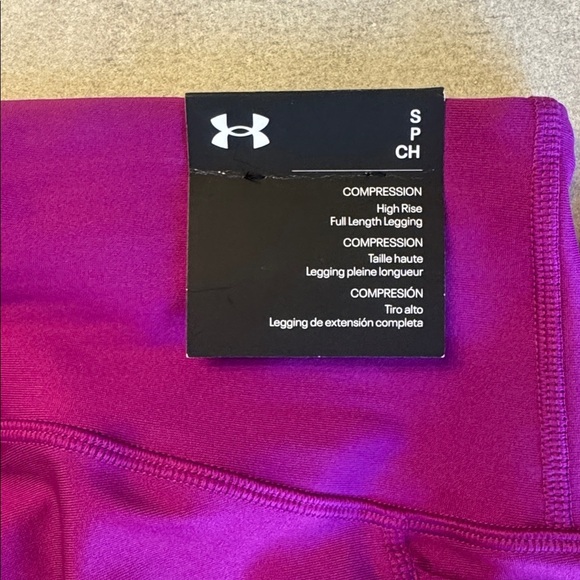 S
P
CH
COMPRESSION
High Rise
Full Length Legging
COMPRESSION
Taille haute
Legging pleine longueur
COMPRESIÓN
Tiro alto
Legging de extensión completa